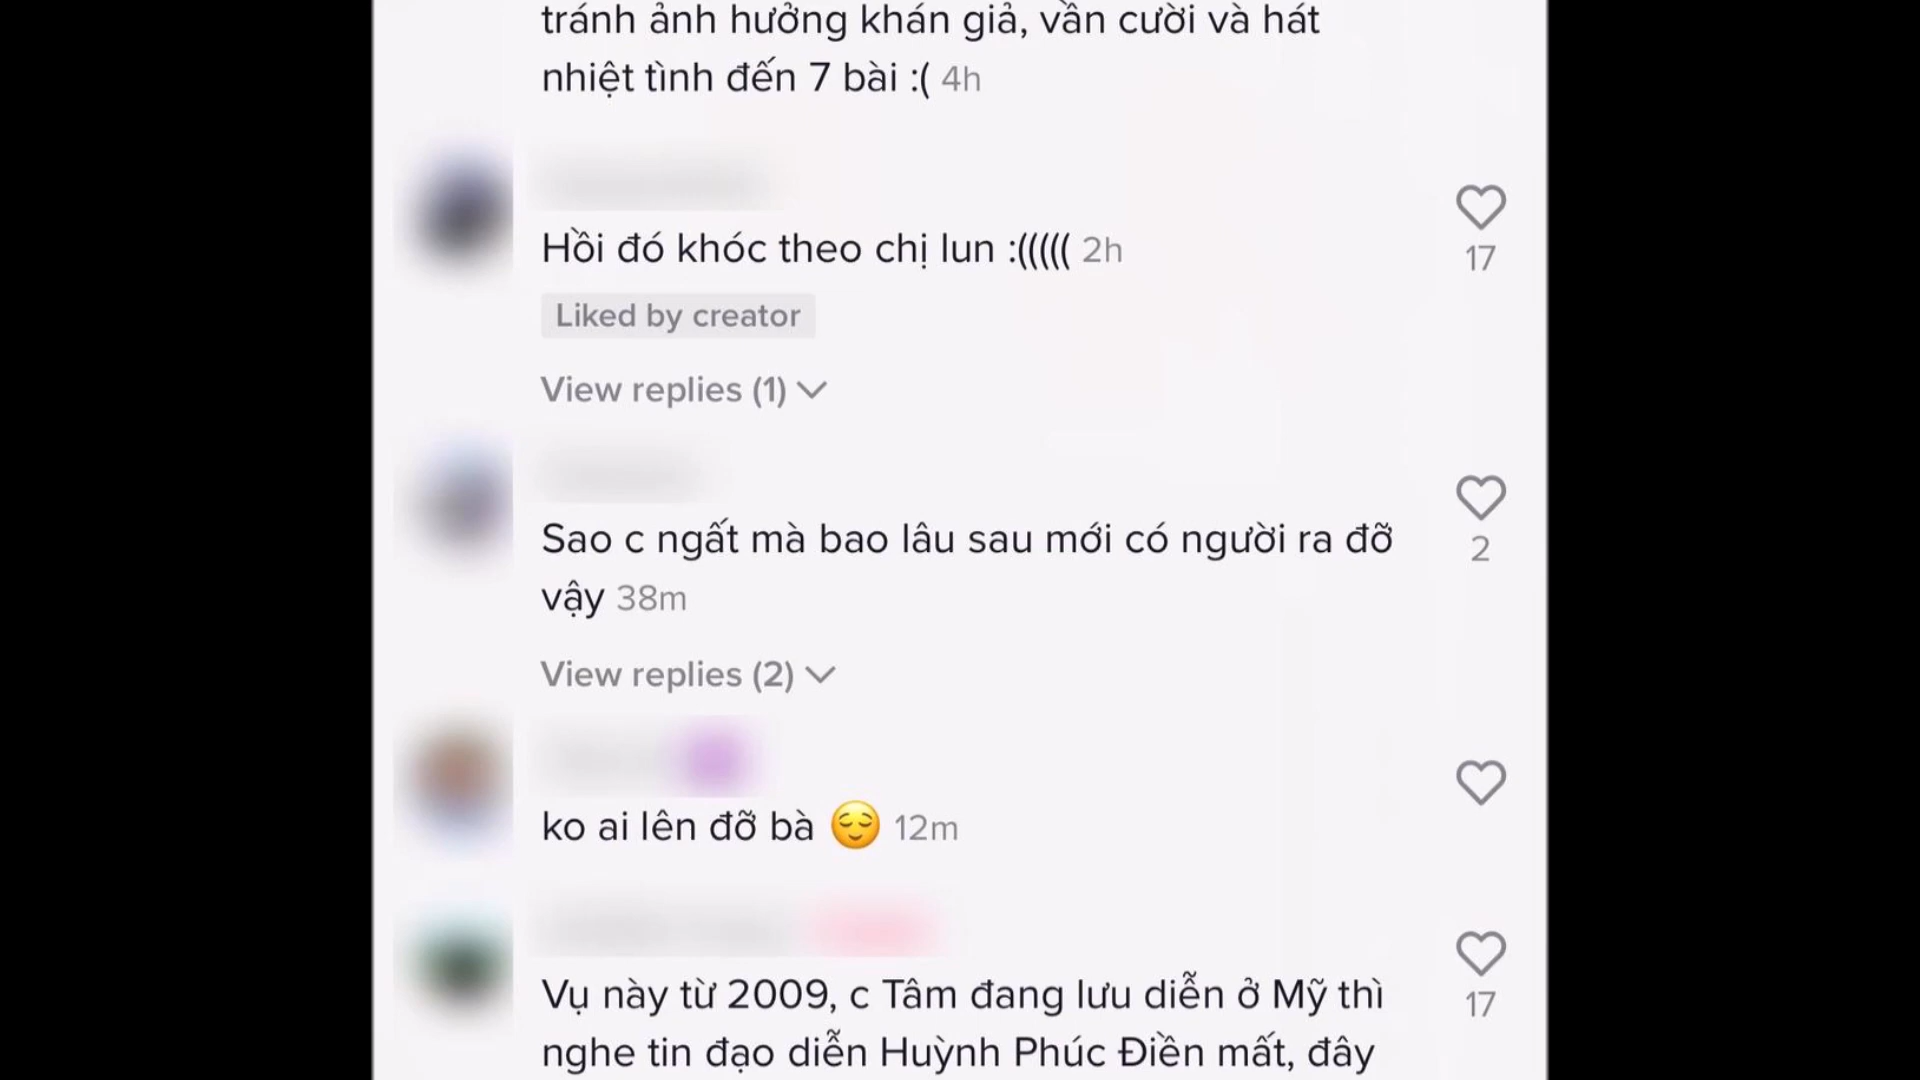 tránh ảnh hưởng khán giả, vẫn cười và hát
nhiệt tình đến 7 bài :( 4h
Hồi đó khóc theo chị lun :((((( 2h
17
Liked by creator
View replies (1)
Sao c ngất mà bao lâu sau mới có người ra đỡ
vậy 38m
2
View replies (2)
ko ai lên đỡ bà 😌 12m
Vụ này từ 2009, c Tâm đang lưu diễn ở Mỹ thì
17
nghe tin đạo diễn Huỳnh Phúc Điền mất, đây